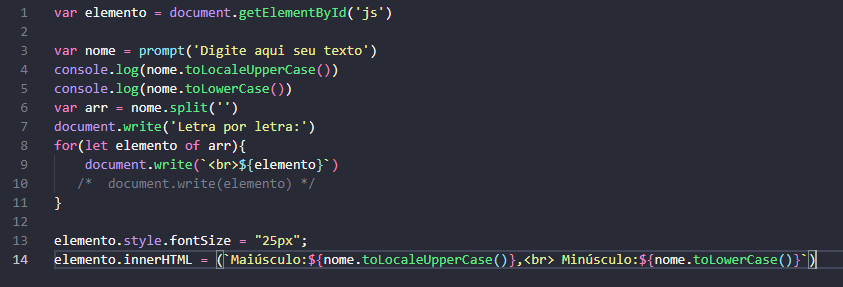 1 var elemento = document.getElementById('js')
2
3 var nome = prompt('Digite aqui seu texto')
4 console.log(nome.toLocaleUpperCase())
5 console.log(nome.toLowerCase())
6 var arr = nome.split('')
7 document.write('Letra por letra:')
8 for(let elemento of arr){
9     document.write(`<br>${elemento}`)
10    /*  document.write(elemento) */
11 }
12
13 elemento.style.fontSize = "25px";
14 elemento.innerHTML = (`Maiúsculo:${nome.toLocaleUpperCase()},<br> Minúsculo:${nome.toLowerCase()}`)